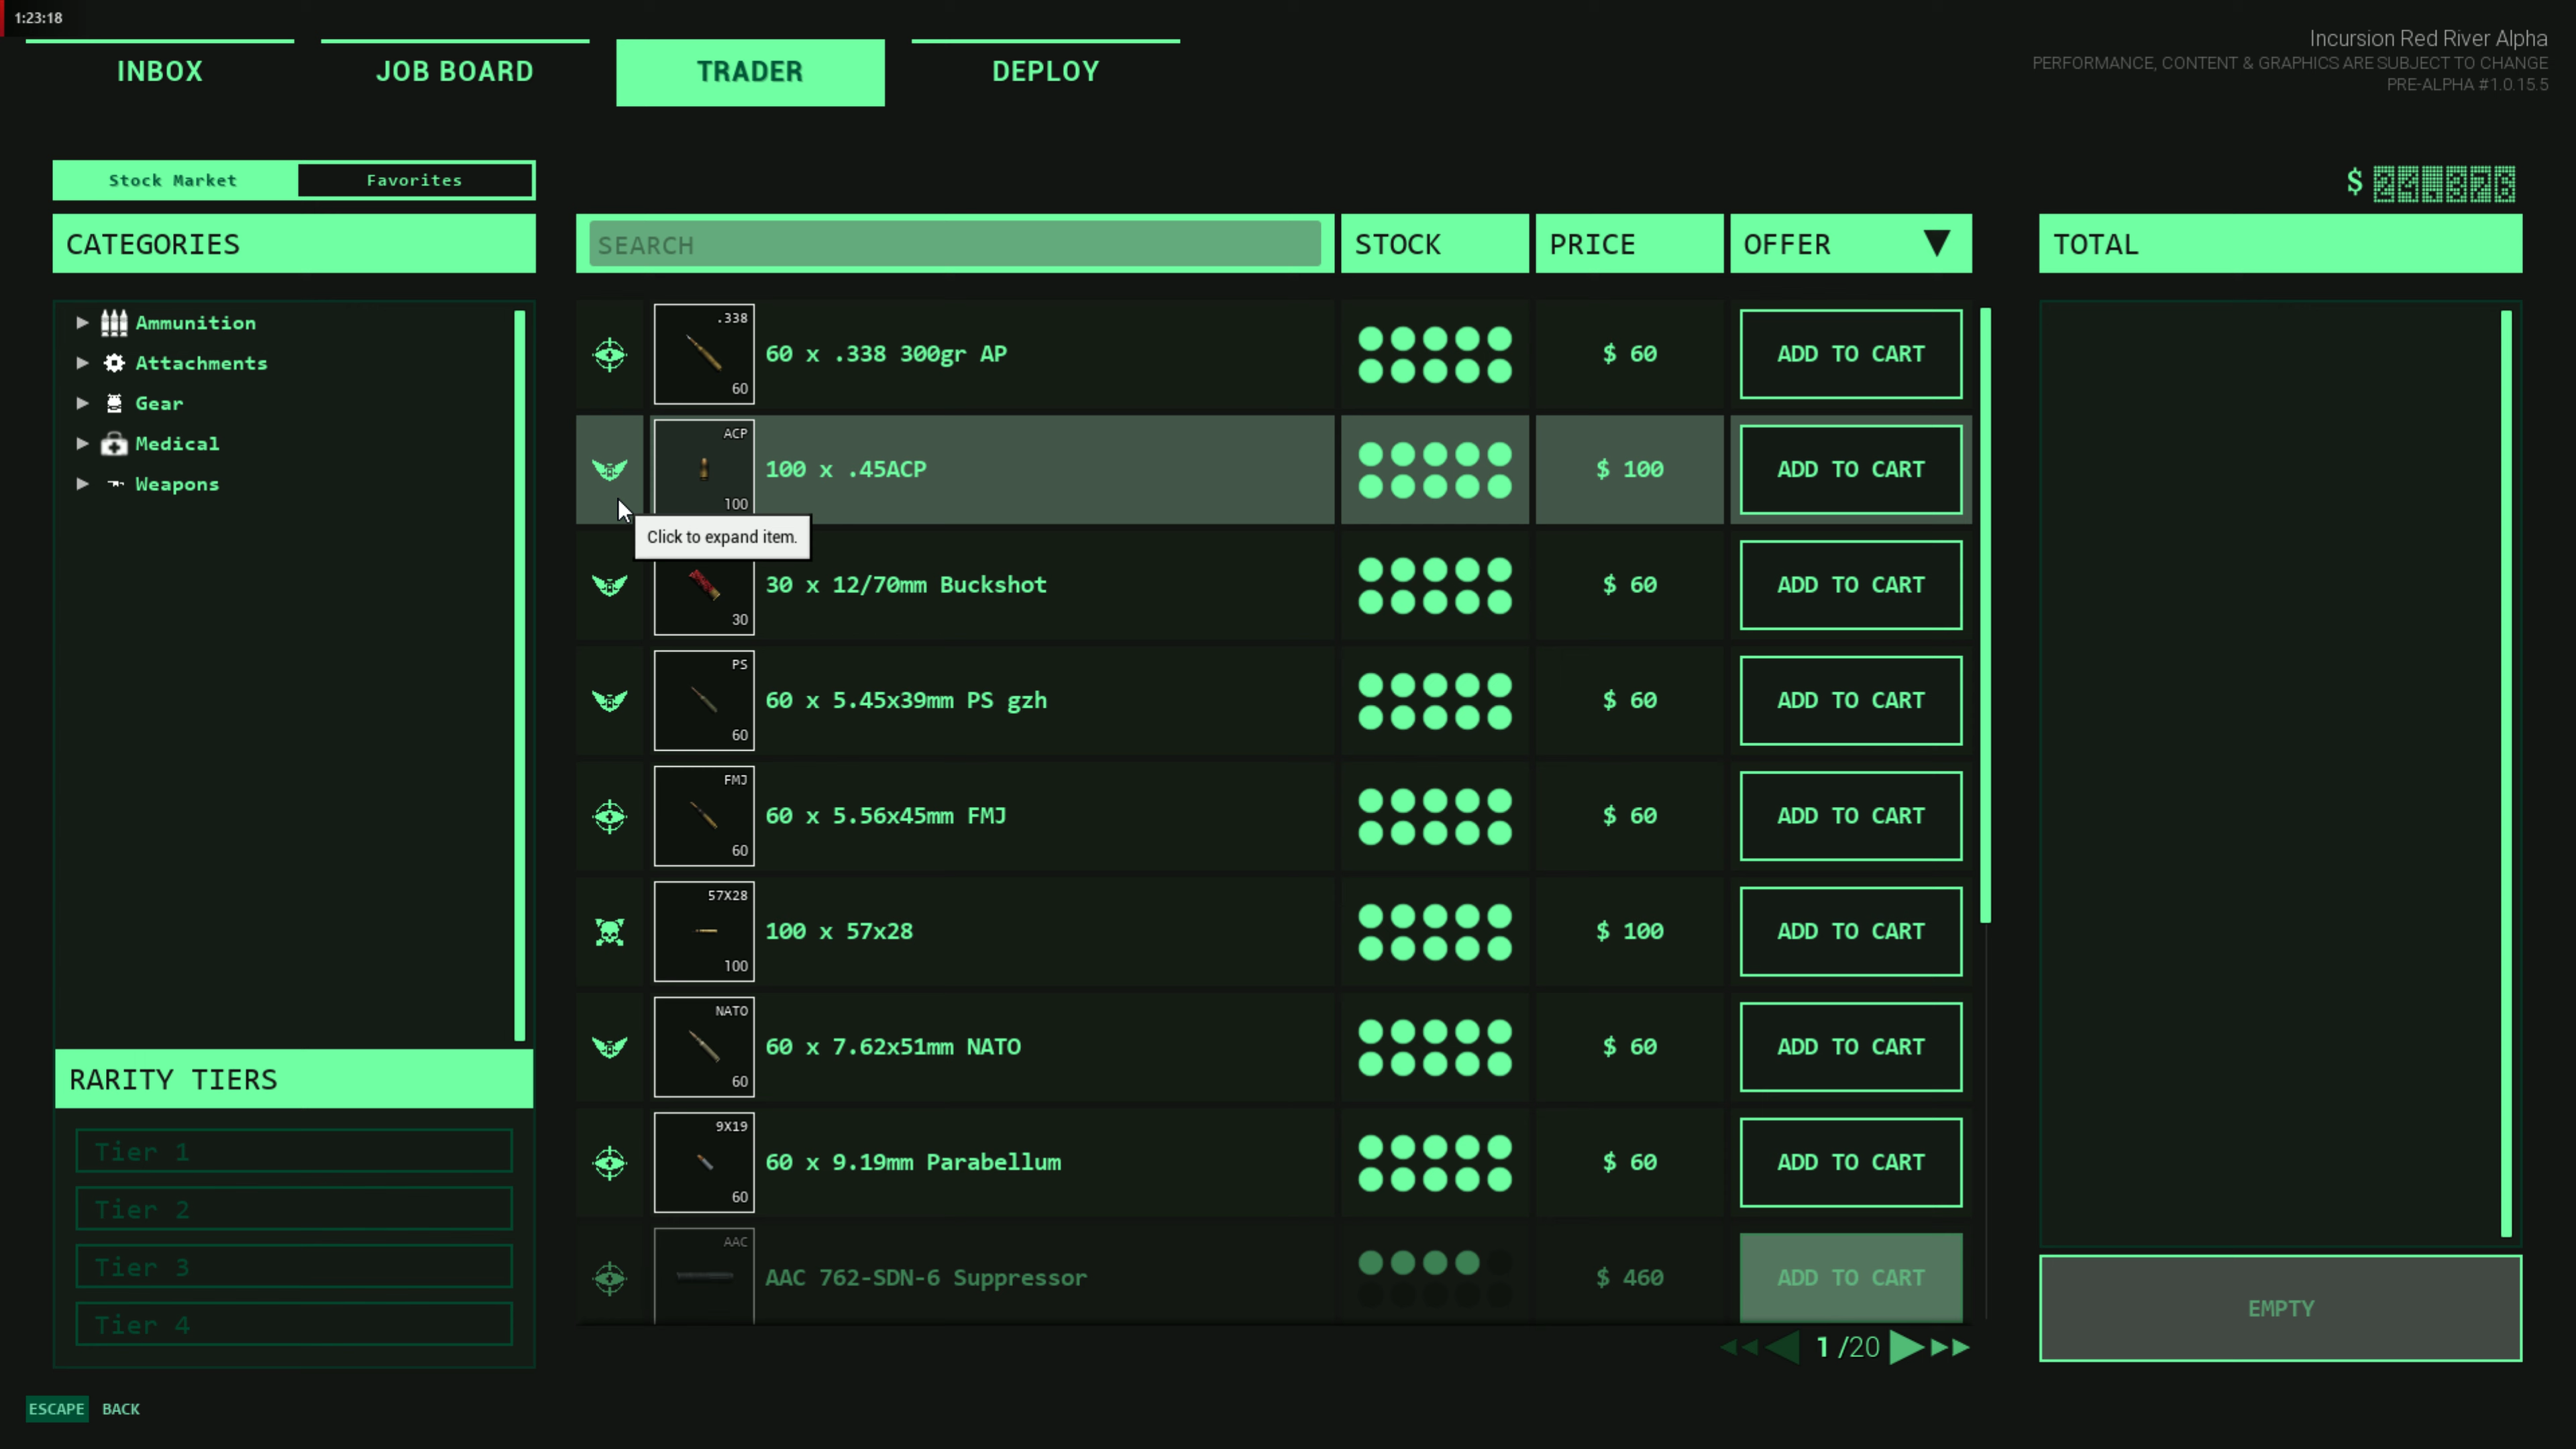 1:23:18
INBOX
JOB BOARD
TRADER
DEPLOY
Incursion Red River Alpha
PERFORMANCE, CONTENT & GRAPHICS ARE SUBJECT TO CHANGE
PRE-ALPHA #1.0.15.5
Stock Market
Favorites
$
CATEGORIES
SEARCH
STOCK
PRICE
OFFER
TOTAL
Ammunition
Attachments
Gear
Medical
Weapons
.338
60
60 x .338 300gr AP
$ 60
ADD TO CART
ACP
100
100 x .45ACP
$ 100
ADD TO CART
Click to expand item.
30
30 x 12/70mm Buckshot
$ 60
ADD TO CART
PS
60
60 x 5.45x39mm PS gzh
$ 60
ADD TO CART
FMJ
60
60 x 5.56x45mm FMJ
$ 60
ADD TO CART
57X28
100
100 x 57x28
$ 100
ADD TO CART
NATO
60
60 x 7.62x51mm NATO
$ 60
ADD TO CART
9X19
60
60 x 9.19mm Parabellum
$ 60
ADD TO CART
AAC
AAC 762-SDN-6 Suppressor
$ 460
ADD TO CART
RARITY TIERS
Tier 1
Tier 2
Tier 3
Tier 4
1 /20
EMPTY
ESCAPE BACK